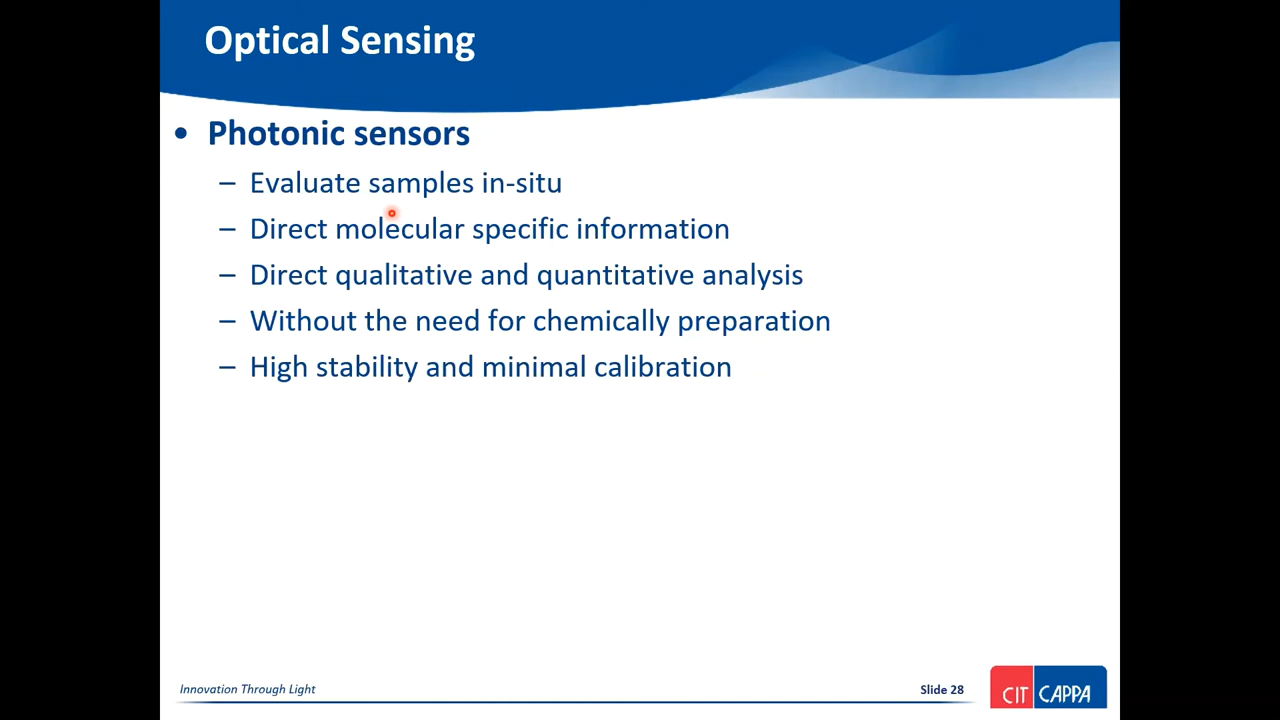 Optical Sensing
• Photonic sensors
– Evaluate samples in-situ
– Direct molecular specific information
– Direct qualitative and quantitative analysis
– Without the need for chemically preparation
– High stability and minimal calibration
Innovation Through Light
Slide 28
CIT CAPPA